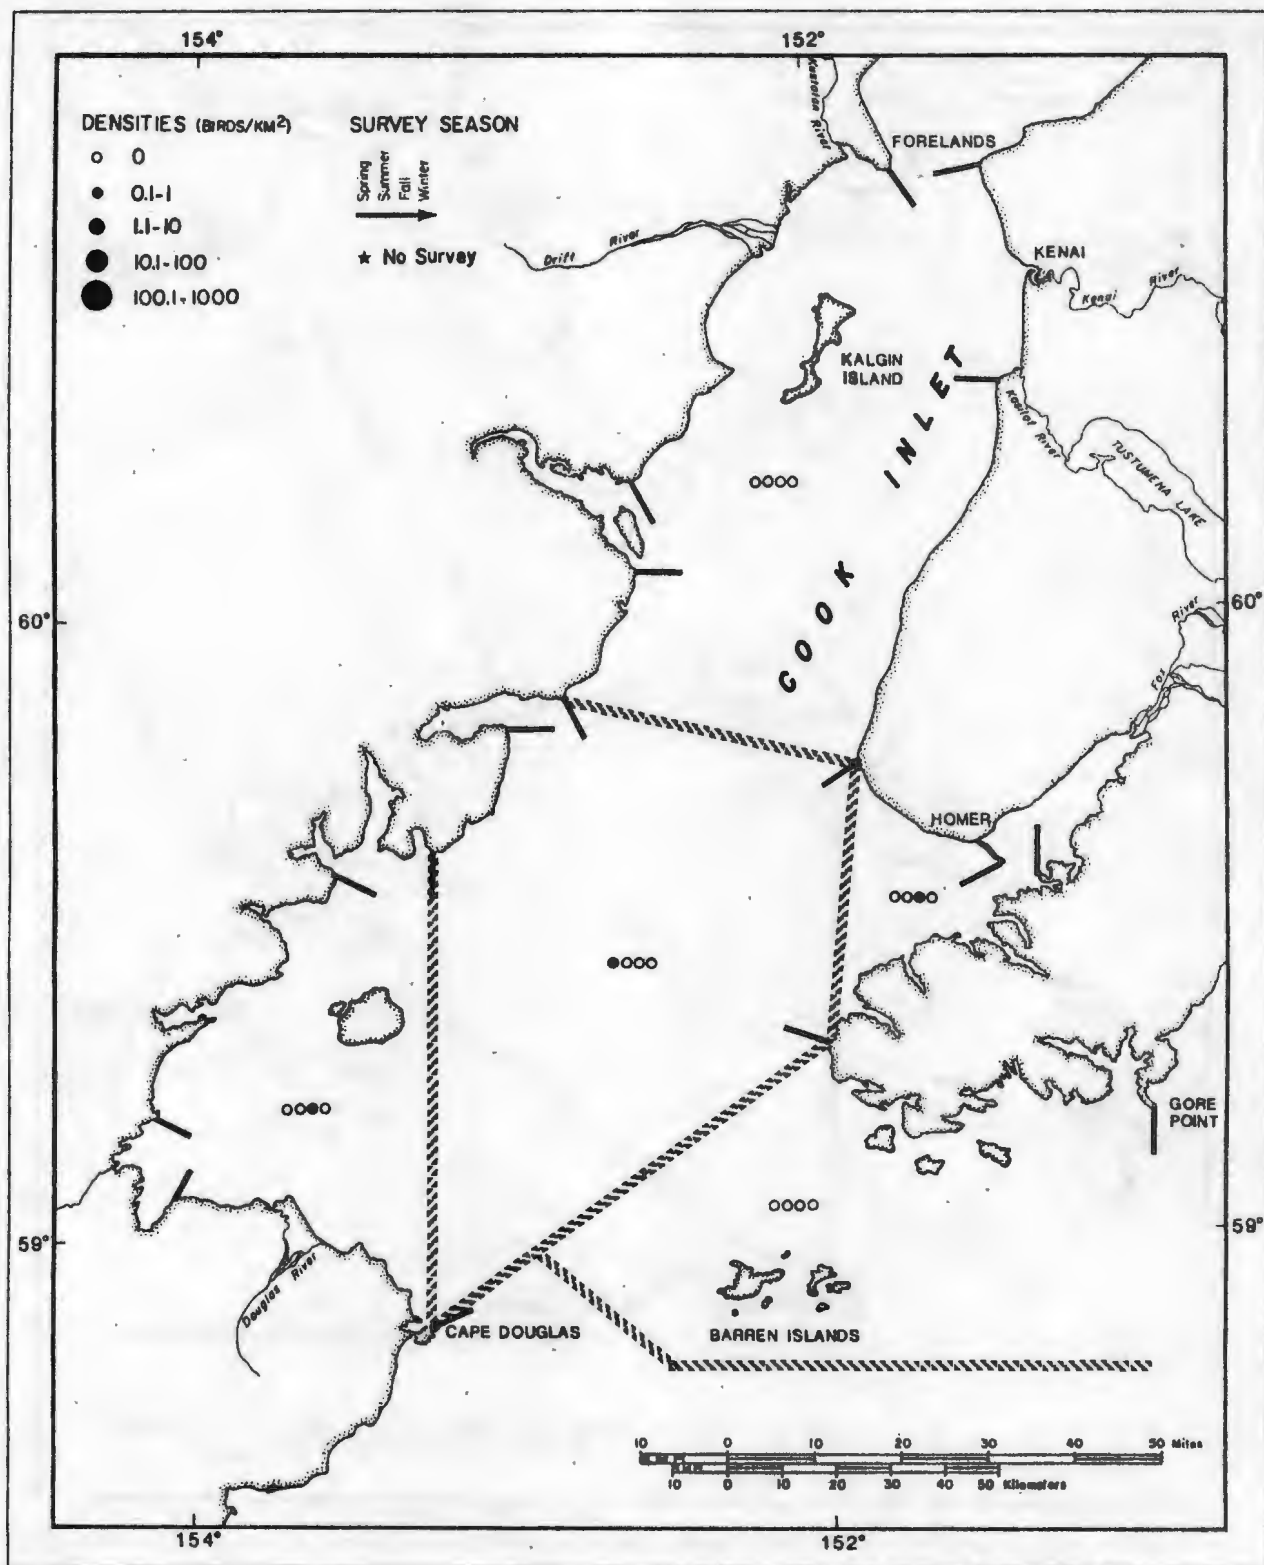 154°
152°
DENSITIES (BIRDS/KM²)
0
0.1-1
1.1-10
10.1-100
100.1-1000
SURVEY SEASON
Spring
Summer
Fall
Winter
★ No Survey
River
FORELANDS
Drift River
KENAI
Kenai River
KALGIN
ISLAND
COOK INLET
Kasilof River
TUSTUMENA LAKE
60°
60°
Fox River
HOMER
GORE
POINT
59°
59°
Douglas River
CAPE DOUGLAS
BARREN ISLANDS
10 0 10 20 30 40 50 Miles
10 0 10 20 30 40 50 Kilometers
154°
152°